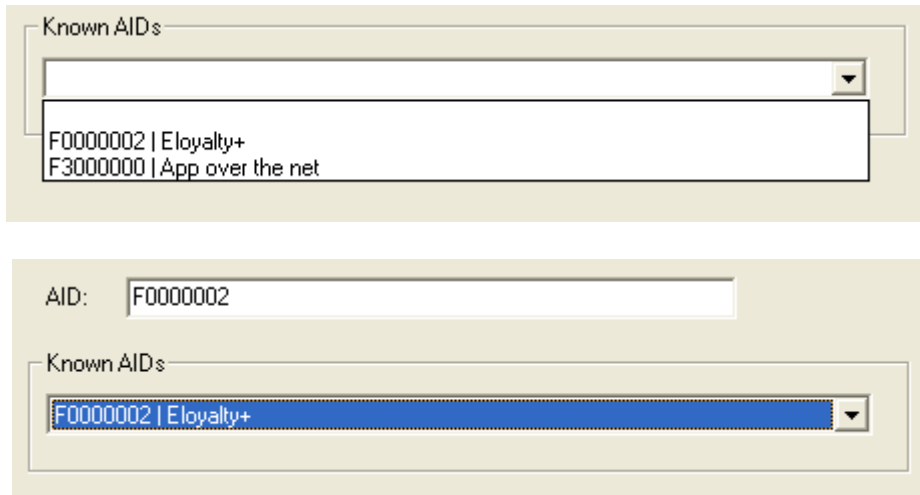 Known AIDs
F0000002 | Eloyalty+
F3000000 | App over the net
AID: F0000002
Known AIDs
F0000002 | Eloyalty+